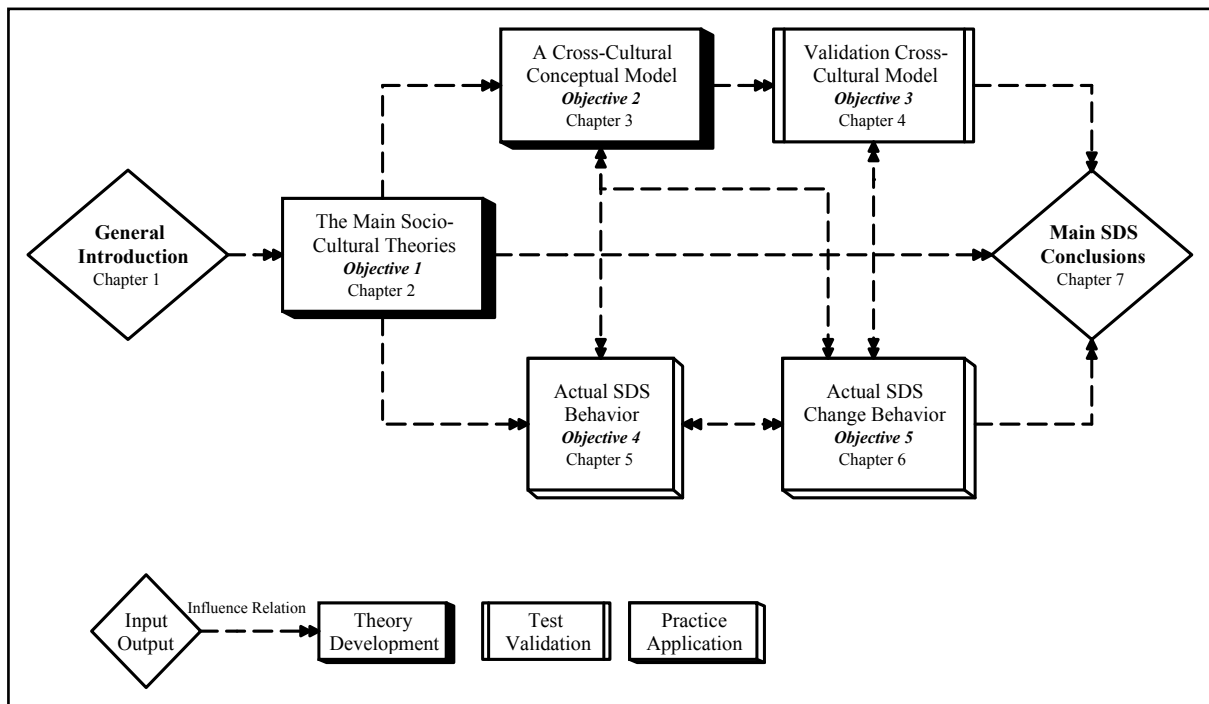 A Cross-Cultural
Conceptual Model
Objective 2
Chapter 3
Validation Cross-
Cultural Model
Objective 3
Chapter 4
General
Introduction
Chapter 1
The Main Socio-
Cultural Theories
Objective 1
Chapter 2
Main SDS
Conclusions
Chapter 7
Actual SDS
Behavior
Objective 4
Chapter 5
Actual SDS
Change Behavior
Objective 5
Chapter 6
Input
Output
Influence Relation
Theory
Development
Test
Validation
Practice
Application